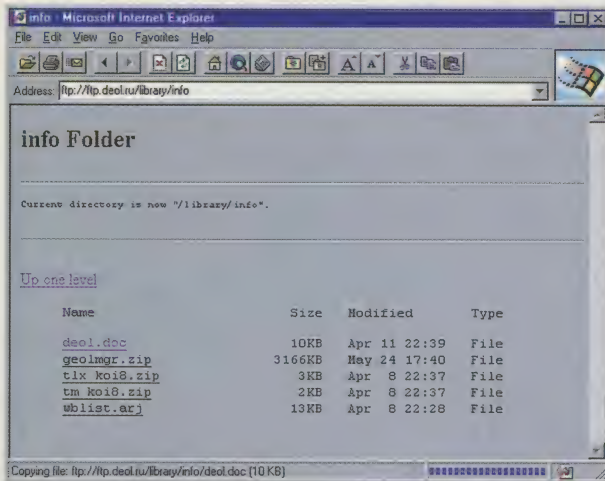 info - Microsoft Internet Explorer
File Edit View Go Favorites Help
Address: ftp://ftp.deol.ru/library/info
info Folder
Current directory is now "/library/info".
Up one level
Name Size Modified Type
deol.doc 10KB Apr 11 22:39 File
geolmgr.zip 3166KB May 24 17:40 File
tlx koi8.zip 3KB Apr 8 22:37 File
tm koi8.zip 2KB Apr 8 22:37 File
wblist.arj 13KB Apr 8 22:28 File
Copying file: ftp://ftp.deol.ru/library/info/deol.doc (10 KB)